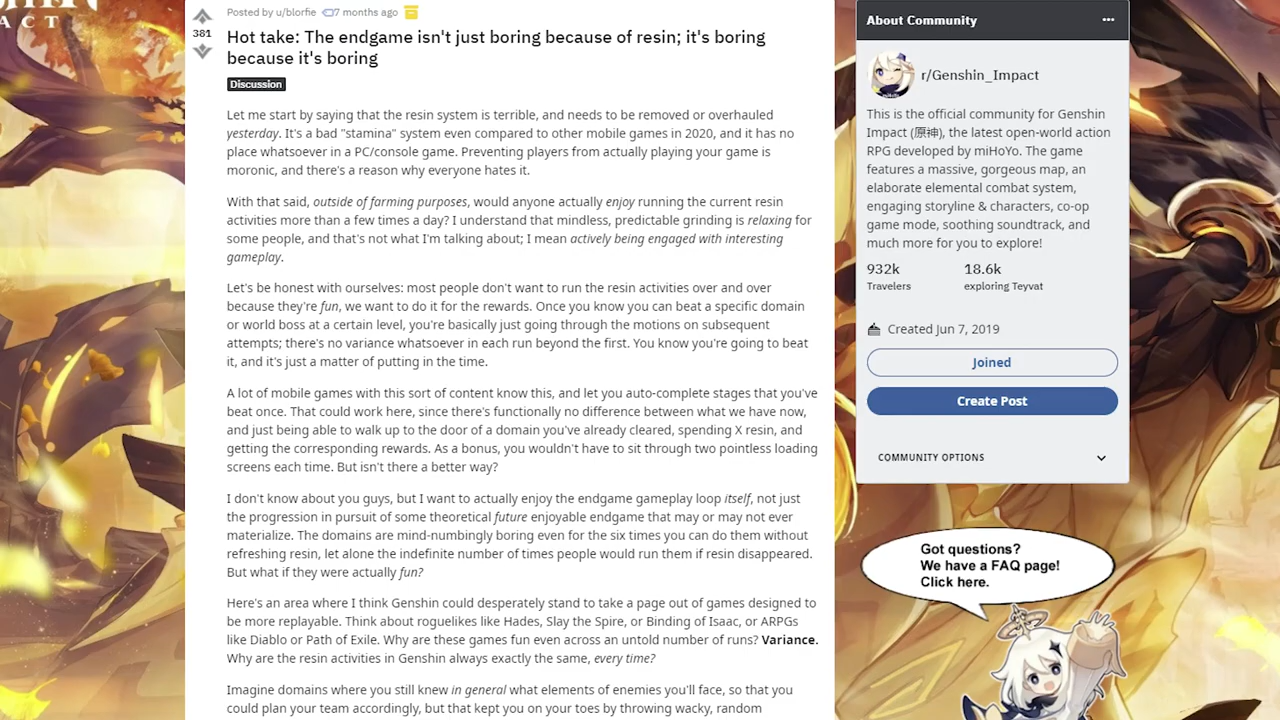 ACT
Posted by u/blorfie 7 months ago
381
Hot take: The endgame isn't just boring because of resin; it's boring
because it's boring
Discussion
Let me start by saying that the resin system is terrible, and needs to be removed or overhauled
yesterday. It's a bad "stamina" system even compared to other mobile games in 2020, and it has no
place whatsoever in a PC/console game. Preventing players from actually playing your game is
moronic, and there's a reason why everyone hates it.
With that said, outside of farming purposes, would anyone actually enjoy running the current resin
activities more than a few times a day? I understand that mindless, predictable grinding is relaxing for
some people, and that's not what I'm talking about; I mean actively being engaged with interesting
gameplay.
Let's be honest with ourselves: most people don't want to run the resin activities over and over
because they're fun, we want to do it for the rewards. Once you know you can beat a specific domain
or world boss at a certain level, you're basically just going through the motions on subsequent
attempts; there's no variance whatsoever in each run beyond the first. You know you're going to beat
it, and it's just a matter of putting in the time.
A lot of mobile games with this sort of content know this, and let you auto-complete stages that you've
beat once. That could work here, since there's functionally no difference between what we have now,
and just being able to walk up to the door of a domain you've already cleared, spending X resin, and
getting the corresponding rewards. As a bonus, you wouldn't have to sit through two pointless loading
screens each time. But isn't there a better way?
I don't know about you guys, but I want to actually enjoy the endgame gameplay loop itself, not just
the progression in pursuit of some theoretical future enjoyable endgame that may or may not ever
materialize. The domains are mind-numbingly boring even for the six times you can do them without
refreshing resin, let alone the indefinite number of times people would run them if resin disappeared.
But what if they were actually fun?
Here's an area where I think Genshin could desperately stand to take a page out of games designed to
be more replayable. Think about roguelikes like Hades, Slay the Spire, or Binding of Isaac, or ARPGs
like Diablo or Path of Exile. Why are these games fun even across an untold number of runs? Variance.
Why are the resin activities in Genshin always exactly the same, every time?
Imagine domains where you still knew in general what elements of enemies you'll face, so that you
could plan your team accordingly, but that kept you on your toes by throwing wacky, random
About Community
r/Genshin_Impact
This is the official community for Genshin
Impact (原神), the latest open-world action
RPG developed by miHoYo. The game
features a massive, gorgeous map, an
elaborate elemental combat system,
engaging storyline & characters, co-op
game mode, soothing soundtrack, and
much more for you to explore!
932k 18.6k
Travelers exploring Teyvat
Created Jun 7, 2019
Joined
Create Post
COMMUNITY OPTIONS
Got questions?
We have a FAQ page!
Click here.